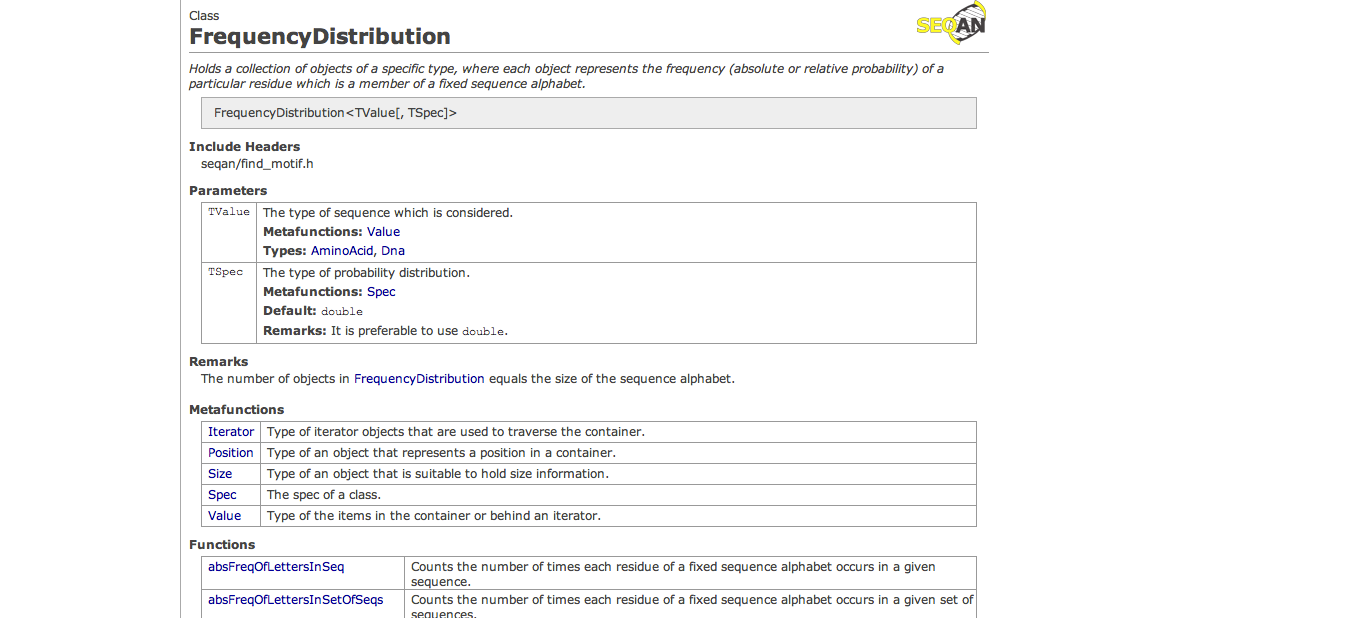 Class
SEQAN
FrequencyDistribution
Holds a collection of objects of a specific type, where each object represents the frequency (absolute or relative probability) of a
particular residue which is a member of a fixed sequence alphabet.
FrequencyDistribution<TValue[, TSpec]>
Include Headers
seqan/find_motif.h
Parameters
TValue The type of sequence which is considered.
Metafunctions: Value
Types: AminoAcid, Dna
TSpec The type of probability distribution.
Metafunctions: Spec
Default: double
Remarks: It is preferable to use double.
Remarks
The number of objects in FrequencyDistribution equals the size of the sequence alphabet.
Metafunctions
Iterator Type of iterator objects that are used to traverse the container.
Position Type of an object that represents a position in a container.
Size Type of an object that is suitable to hold size information.
Spec The spec of a class.
Value Type of the items in the container or behind an iterator.
Functions
absFreqOfLettersInSeq Counts the number of times each residue of a fixed sequence alphabet occurs in a given
sequence.
absFreqOfLettersInSetOfSeqs Counts the number of times each residue of a fixed sequence alphabet occurs in a given set of
sequences.